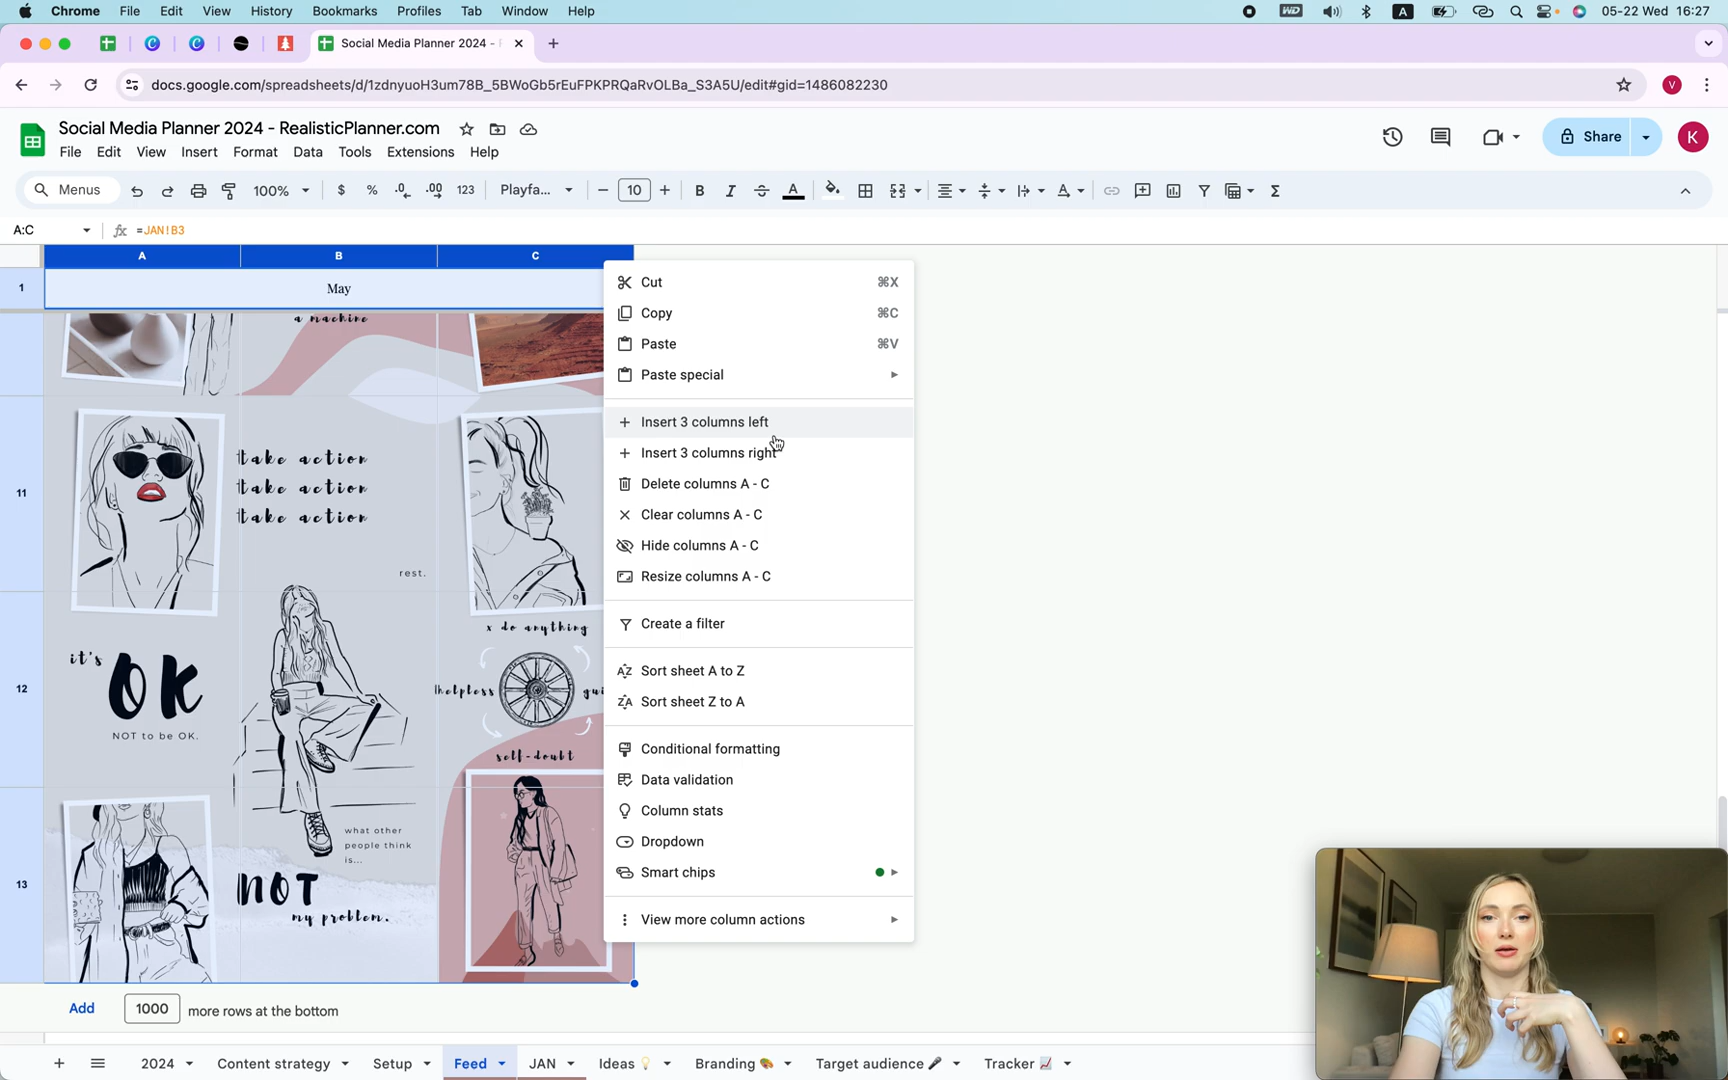 Chrome File Edit View History Bookmarks Profiles Tab Window Help
WD A 05-22 Wed 16:27
Social Media Planner 2024 -
docs.google.com/spreadsheets/d/1zdnyuoH3um78B_5BWoGb5rEuFPKPRQaRvOLBa_S3A5U/edit#gid=1486082230
V
Social Media Planner 2024 - RealisticPlanner.com
File Edit View Insert Format Data Tools Extensions Help
Share
K
Menus 100% $ % .0 .00 123 Playfa... 10 B I A
A:C fx =JAN!B3
A B C
1 May
a machine
11
take action
take action
take action
rest.
12
it's OK
NOT to be OK.
x do anything
helpless
self-doubt
13
what other
people think
is...
NOT
my problem.
Cut ⌘X
Copy ⌘C
Paste ⌘V
Paste special
Insert 3 columns left
Insert 3 columns right
Delete columns A - C
Clear columns A - C
Hide columns A - C
Resize columns A - C
Create a filter
Sort sheet A to Z
Sort sheet Z to A
Conditional formatting
Data validation
Column stats
Dropdown
Smart chips
View more column actions
Add 1000 more rows at the bottom
2024 Content strategy Setup Feed JAN Ideas Branding Target audience Tracker